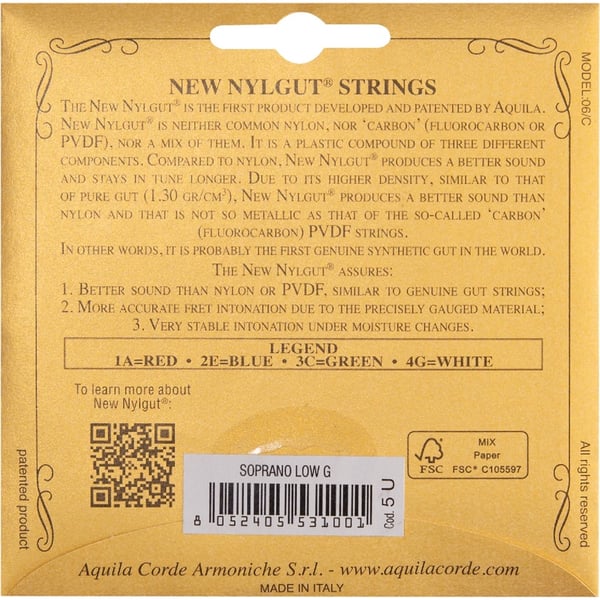 NEW NYLGUT® STRINGS
THE NEW NYLGUT® IS THE FIRST PRODUCT DEVELOPED AND PATENTED BY AQUILA.
NEW NYLGUT® IS NEITHER COMMON NYLON, NOR ‘CARBON’ (FLUOROCARBON OR
PVDF), NOR A MIX OF THEM. IT IS A PLASTIC COMPOUND OF THREE DIFFERENT
COMPONENTS. COMPARED TO NYLON, NEW NYLGUT® PRODUCES A BETTER SOUND
AND STAYS IN TUNE LONGER. DUE TO ITS HIGHER DENSITY, SIMILAR TO THAT
OF PURE GUT (1.30 GR/CM³), NEW NYLGUT® PRODUCES A BETTER SOUND THAN
NYLON AND THAT IS NOT SO METALLIC AS THAT OF THE SO-CALLED ‘CARBON’
(FLUOROCARBON) PVDF STRINGS.
IN OTHER WORDS, IT IS PROBABLY THE FIRST GENUINE SYNTHETIC GUT IN THE WORLD.
THE NEW NYLGUT® ASSURES:
1. BETTER SOUND THAN NYLON OR PVDF, SIMILAR TO GENUINE GUT STRINGS;
2. MORE ACCURATE FRET INTONATION DUE TO THE PRECISELY GAUGED MATERIAL;
3. VERY STABLE INTONATION UNDER MOISTURE CHANGES.
LEGEND
1A=RED • 2E=BLUE • 3C=GREEN • 4G=WHITE
To learn more about
New Nylgut®:
SOPRANO LOW G
8 052405 531001
Cod. 5 U
FSC
MIX
Paper
FSC® C105597
MODEL:06/C
patented product
All rights reserved
Aquila Corde Armoniche S.r.l. - www.aquilacorde.com
MADE IN ITALY